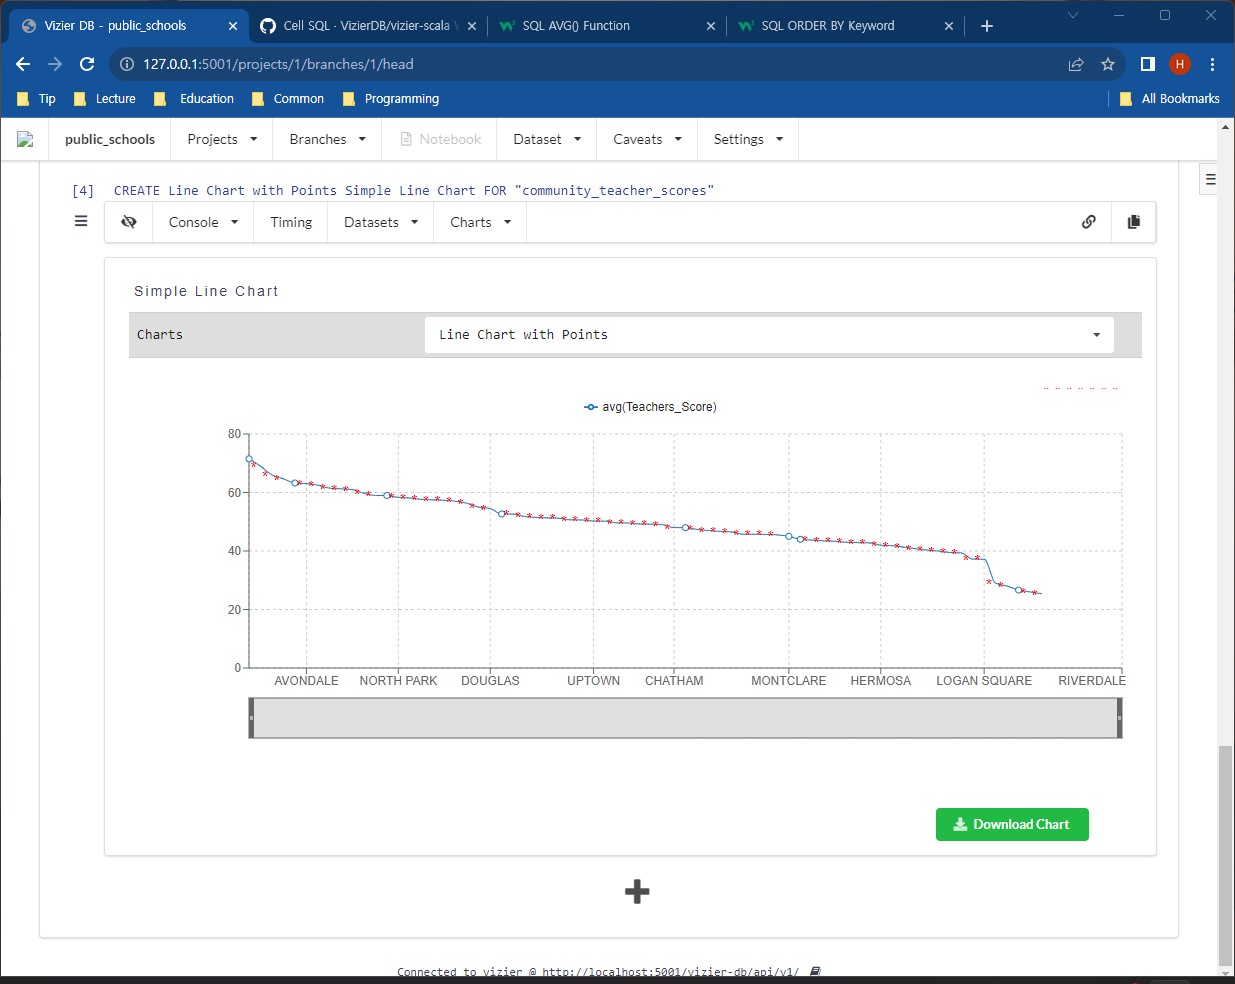 Vizier DB - public_schools
Cell SQL · VizierDB/vizier-scala
SQL AVG() Function
SQL ORDER BY Keyword
127.0.0.1:5001/projects/1/branches/1/head
H
Tip Lecture Education Common Programming All Bookmarks
public_schools Projects Branches Notebook Dataset Caveats Settings
[4] CREATE Line Chart with Points Simple Line Chart FOR "community_teacher_scores"
Console Timing Datasets Charts
Simple Line Chart
Charts Line Chart with Points
avg(Teachers_Score)
80
60
40
20
0
AVONDALE NORTH PARK DOUGLAS UPTOWN CHATHAM MONTCLARE HERMOSA LOGAN SQUARE RIVERDALE
Download Chart
Connected to vizier @ http://localhost:5001/vizier-db/api/v1/